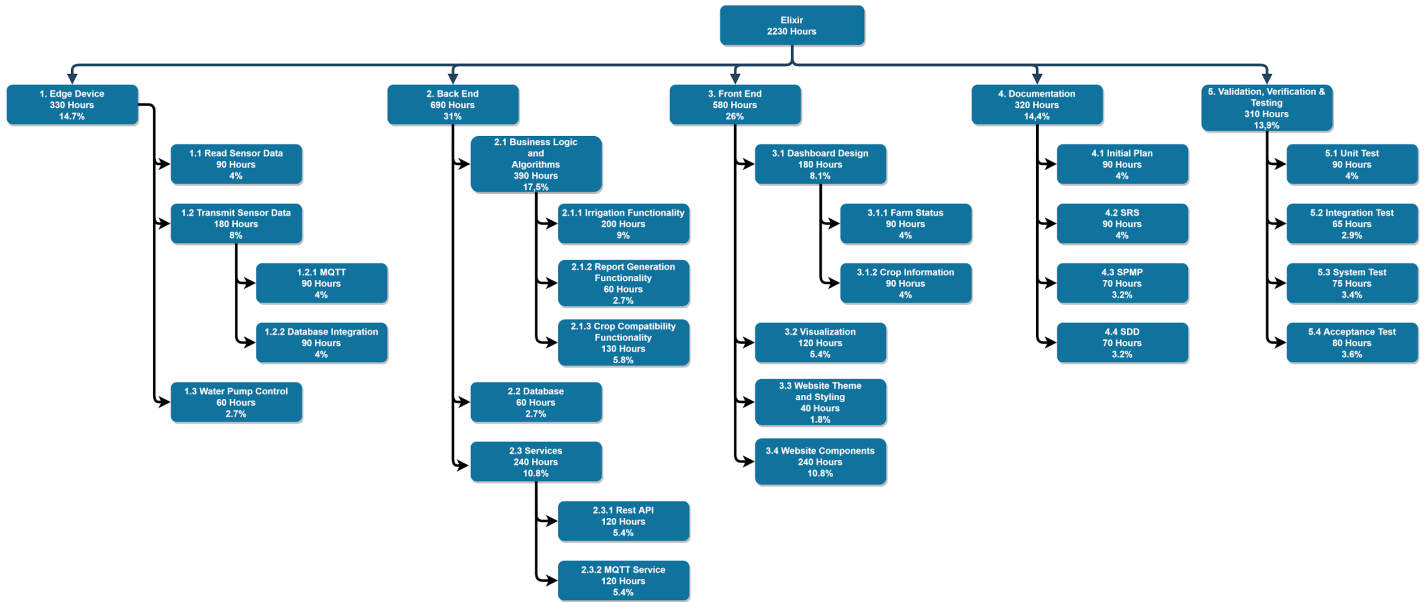 Elixir
2230 Hours
1. Edge Device
330 Hours
14.7%
1.1 Read Sensor Data
90 Hours
4%
1.2 Transmit Sensor Data
180 Hours
8%
1.2.1 MQTT
90 Hours
4%
1.2.2 Database Integration
90 Hours
4%
1.3 Water Pump Control
60 Hours
2.7%
2. Back End
690 Hours
31%
2.1 Business Logic
and
Algorithms
390 Hours
17,5%
2.1.1 Irrigation Functionality
200 Hours
9%
2.1.2 Report Generation
Functionality
60 Hours
2.7%
2.1.3 Crop Compatibility
Functionality
130 Hours
5.8%
2.2 Database
60 Hours
2.7%
2.3 Services
240 Hours
10.8%
2.3.1 Rest API
120 Hours
5.4%
2.3.2 MQTT Service
120 Hours
5.4%
3. Front End
580 Hours
26%
3.1 Dashboard Design
180 Hours
8.1%
3.1.1 Farm Status
90 Hours
4%
3.1.2 Crop Information
90 Horus
4%
3.2 Visualization
120 Hours
5.4%
3.3 Website Theme
and Styling
40 Hours
1.8%
3.4 Website Components
240 Hours
10.8%
4. Documentation
320 Hours
14,4%
4.1 Initial Plan
90 Hours
4%
4.2 SRS
90 Hours
4%
4.3 SPMP
70 Hours
3.2%
4.4 SDD
70 Hours
3.2%
5. Validation, Verification &
Testing
310 Hours
13,9%
5.1 Unit Test
90 Hours
4%
5.2 Integration Test
65 Hours
2.9%
5.3 System Test
75 Hours
3.4%
5.4 Acceptance Test
80 Hours
3.6%